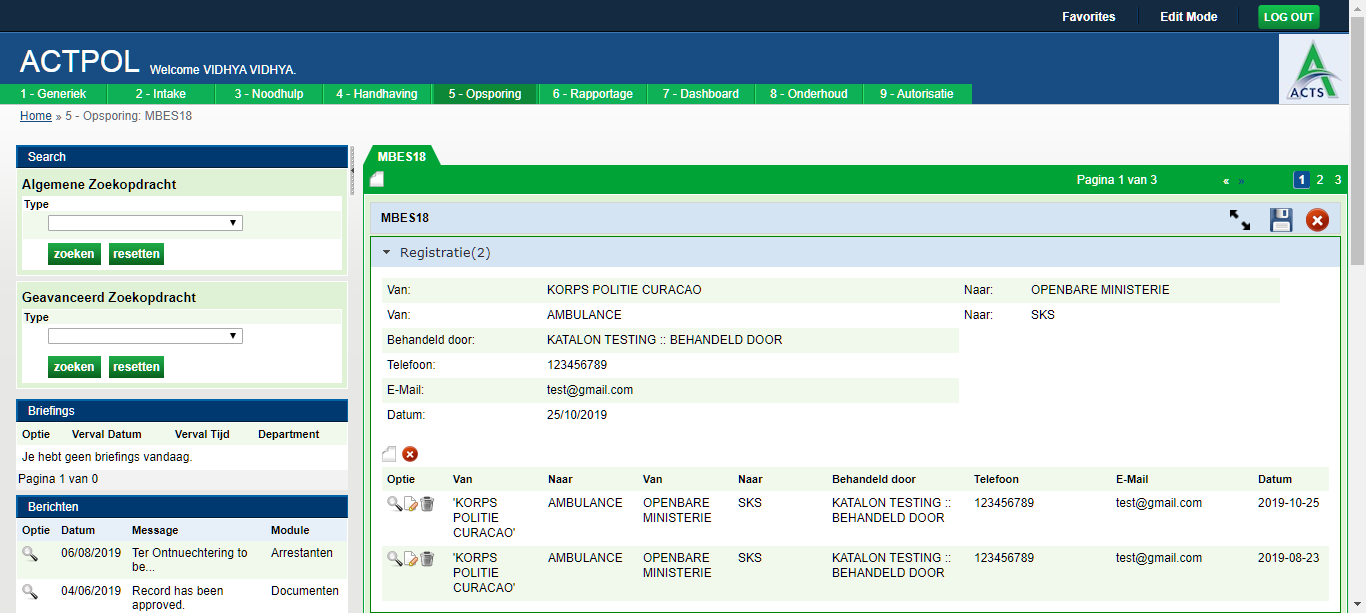 Favorites Edit Mode LOG OUT
ACTPOL Welcome VIDHYA VIDHYA.
ACTS
1 - Generiek 2 - Intake 3 - Noodhulp 4 - Handhaving 5 - Opsporing 6 - Rapportage 7 - Dashboard 8 - Onderhoud 9 - Autorisatie
Home » 5 - Opsporing: MBES18
Search
Algemene Zoekopdracht
Type
zoeken resetten
Geavanceerd Zoekopdracht
Type
zoeken resetten
Briefings
Optie Verval Datum Verval Tijd Department
Je hebt geen briefings vandaag.
Pagina 1 van 0
Berichten
Optie Datum Message Module
06/08/2019 Ter Ontnuechtering to be... Arrestanten
04/06/2019 Record has been approved. Documenten
MBES18
Pagina 1 van 3 « » 1 2 3
MBES18
Registratie(2)
Van: KORPS POLITIE CURACAO Naar: OPENBARE MINISTERIE
Van: AMBULANCE Naar: SKS
Behandeld door: KATALON TESTING :: BEHANDELD DOOR
Telefoon: 123456789
E-Mail: test@gmail.com
Datum: 25/10/2019
Optie Van Naar Van Naar Behandeld door Telefoon E-Mail Datum
'KORPS POLITIE CURACAO' AMBULANCE OPENBARE MINISTERIE SKS KATALON TESTING :: BEHANDELD DOOR 123456789 test@gmail.com 2019-10-25
'KORPS POLITIE CURACAO' AMBULANCE OPENBARE MINISTERIE SKS KATALON TESTING :: BEHANDELD DOOR 123456789 test@gmail.com 2019-08-23